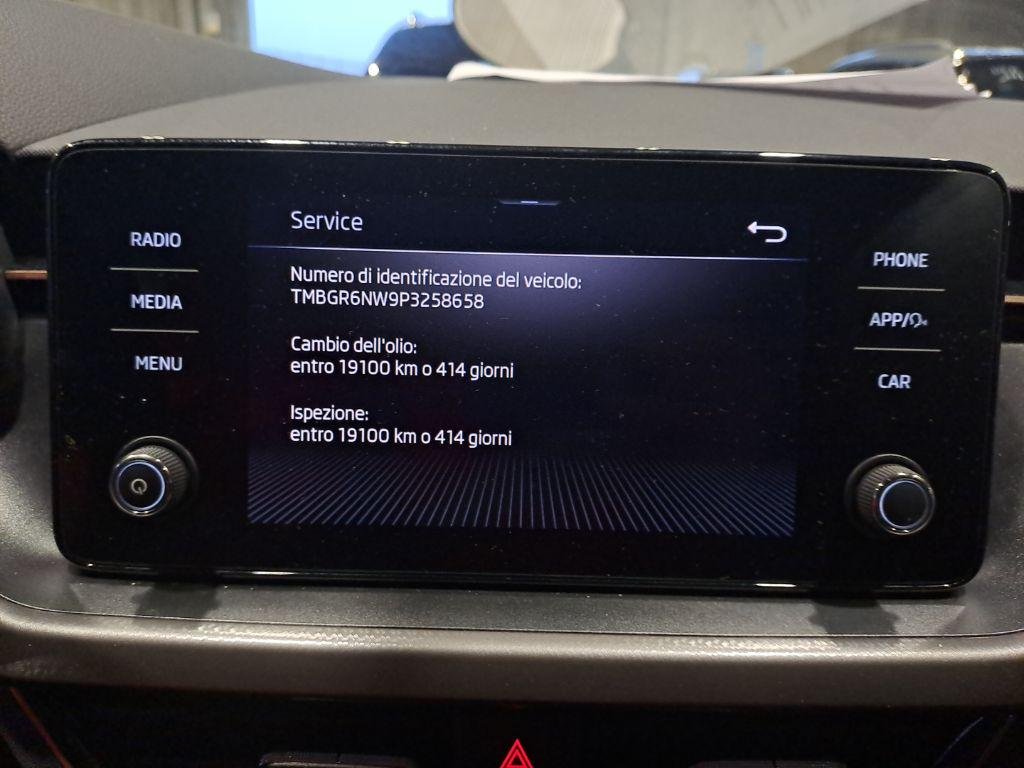 Service
RADIO
MEDIA
MENU
Numero di identificazione del veicolo:
TMBGR6NW9P3258658
Cambio dell'olio:
entro 19100 km o 414 giorni
Ispezione:
entro 19100 km o 414 giorni
PHONE
APP/
CAR